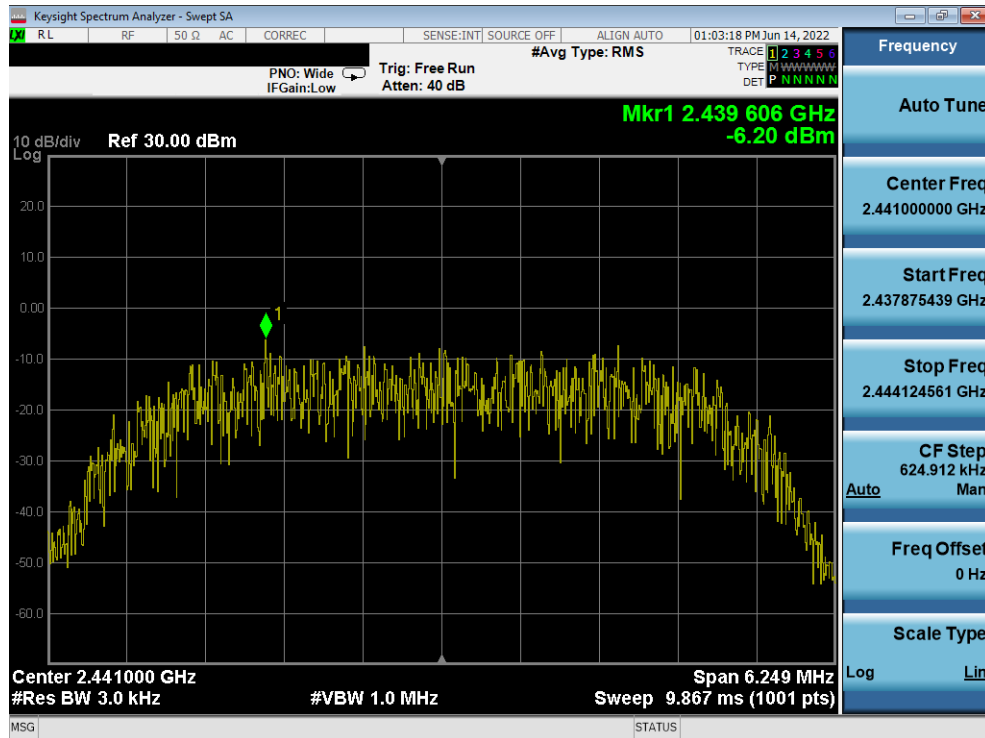 Keysight Spectrum Analyzer - Swept SA
LXI RL RF 50 Ω AC CORREC SENSE:INT SOURCE OFF ALIGN AUTO 01:03:18 PM Jun 14, 2022
#Avg Type: RMS
TRACE 1 2 3 4 5 6
TYPE M W W W W W
DET P N N N N N
PNO: Wide Trig: Free Run
IFGain:Low Atten: 40 dB
Mkr1 2.439 606 GHz
-6.20 dBm
10 dB/div Ref 30.00 dBm
Log
20.0
10.0
0.00
1
-10.0
-20.0
-30.0
-40.0
-50.0
-60.0
Center 2.441000 GHz Span 6.249 MHz
#Res BW 3.0 kHz #VBW 1.0 MHz Sweep 9.867 ms (1001 pts)
MSG STATUS
Frequency
Auto Tune
Center Freq
2.441000000 GHz
Start Freq
2.437875439 GHz
Stop Freq
2.444124561 GHz
CF Step
624.912 kHz
Auto Man
Freq Offset
0 Hz
Scale Type
Log Lin